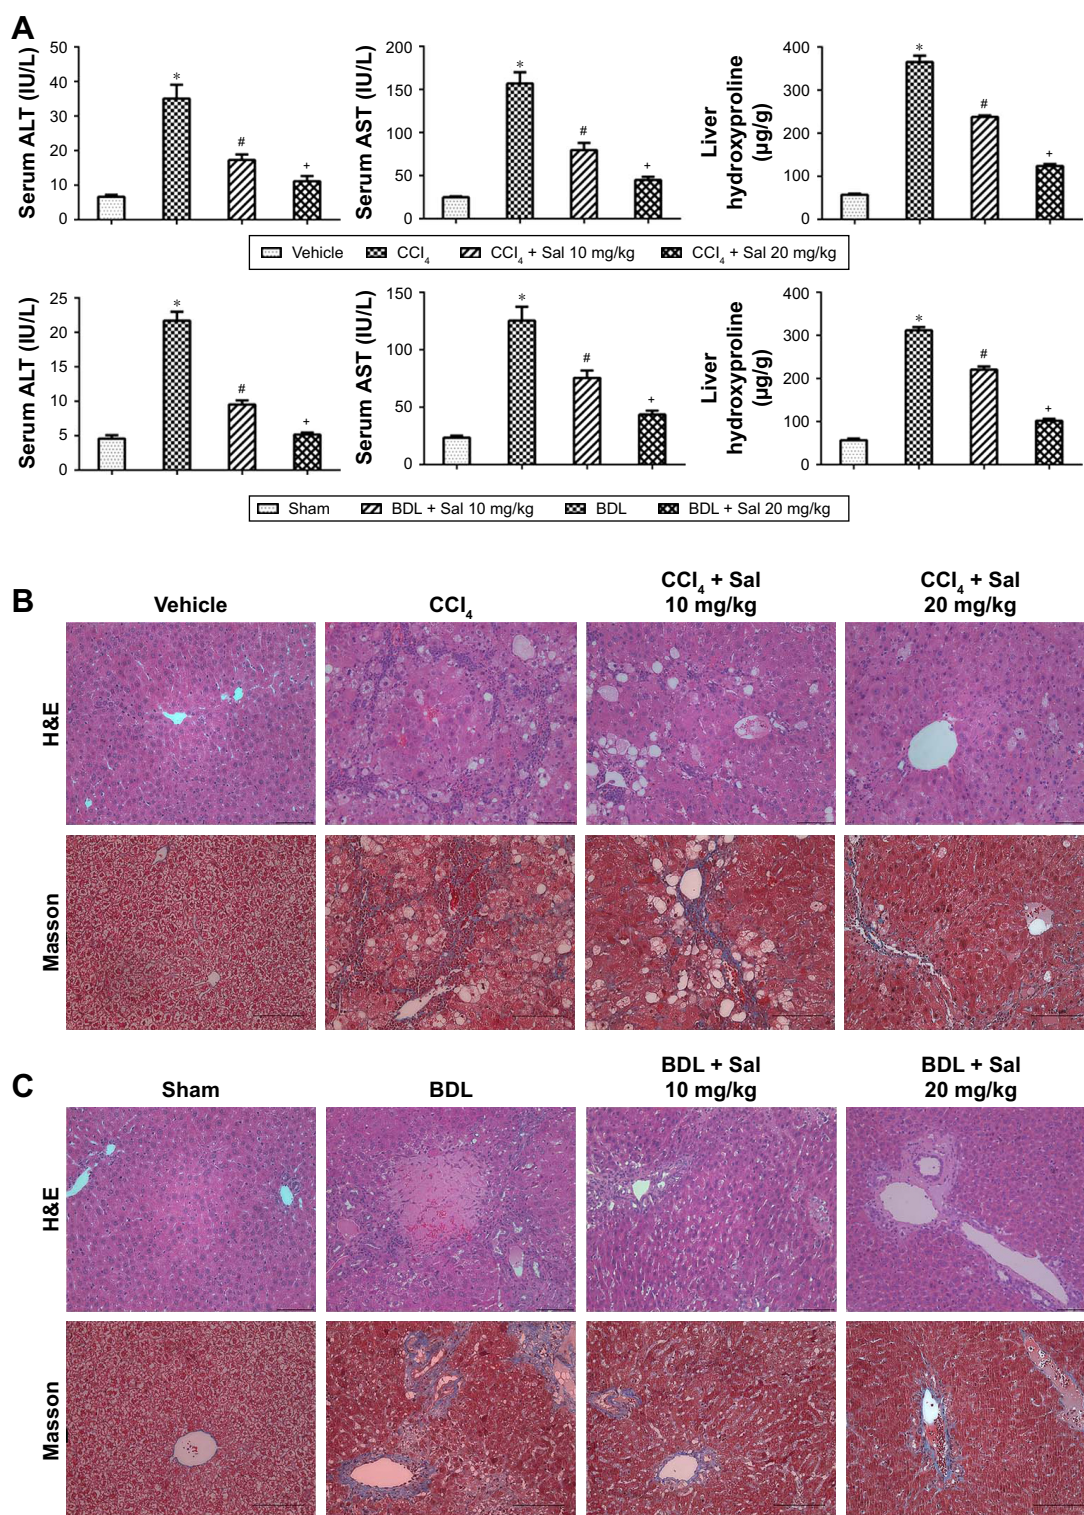 A
Serum ALT (IU/L)
50
40
30
20
10
0
*
#
+
Serum AST (IU/L)
200
150
100
50
0
*
#
+
Liver
hydroxyproline
(µg/g)
400
300
200
100
0
*
#
+
Vehicle CCl₄ CCl₄ + Sal 10 mg/kg CCl₄ + Sal 20 mg/kg
Serum ALT (IU/L)
25
20
15
10
5
0
*
#
+
Serum AST (IU/L)
150
100
50
0
*
#
+
Liver
hydroxyproline
(µg/g)
400
300
200
100
0
*
#
+
Sham BDL + Sal 10 mg/kg BDL BDL + Sal 20 mg/kg
B
Vehicle
CCl₄
CCl₄ + Sal
10 mg/kg
CCl₄ + Sal
20 mg/kg
H&E
Masson
C
Sham
BDL
BDL + Sal
10 mg/kg
BDL + Sal
20 mg/kg
H&E
Masson